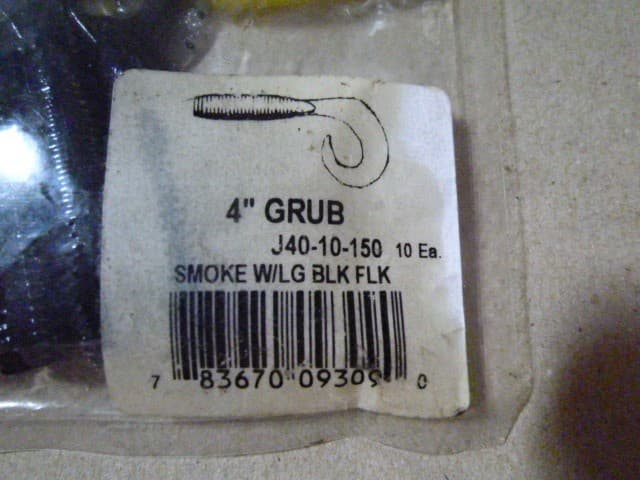 4" GRUB
J40-10-150 10 Ea.
SMOKE W/LG BLK FLK
7 83670 09309 0